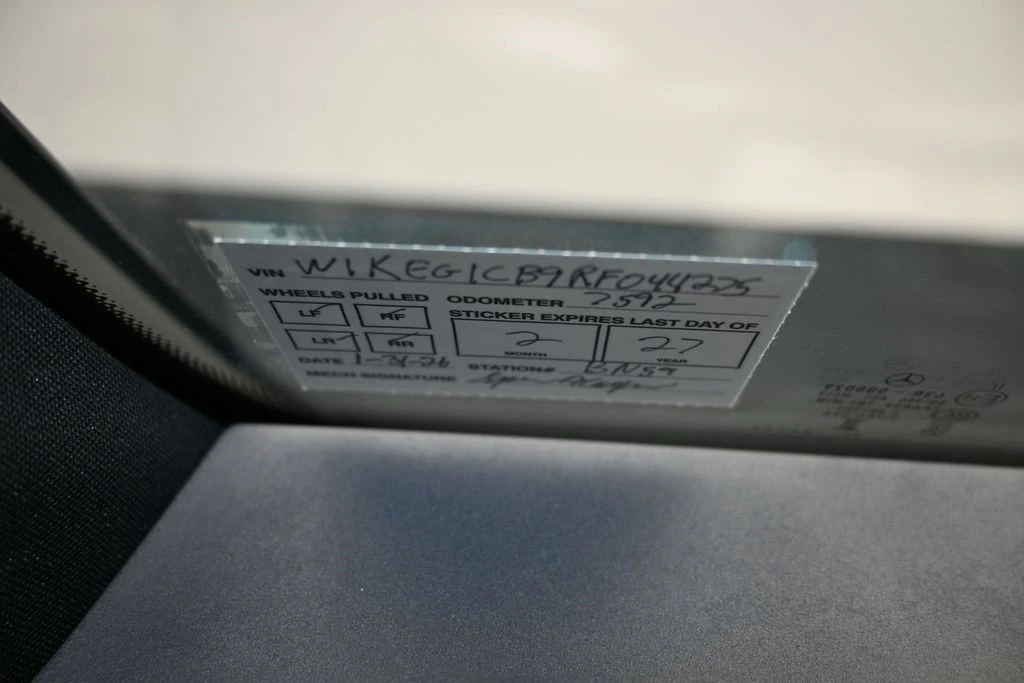 VIN W1KEG1CB9RF044275
WHEELS PULLED ODOMETER 7592
LF RF STICKER EXPIRES LAST DAY OF
LR RR 2 27
MONTH YEAR
DATE 1-31-26 STATION# BN59
MECH SIGNATURE